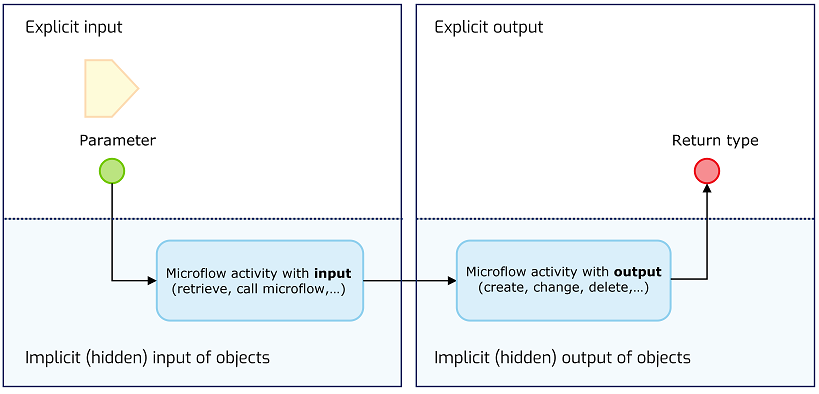 Explicit input
Parameter
Microflow activity with input
(retrieve, call microflow,...)
Implicit (hidden) input of objects
Explicit output
Return type
Microflow activity with output
(create, change, delete,...)
Implicit (hidden) output of objects